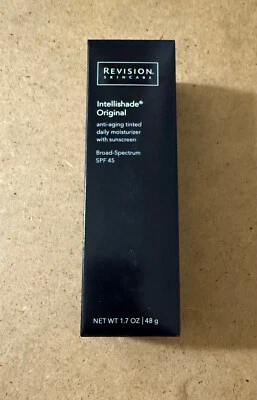 REVISION.
SKINCARE
Intellishade®
Original
anti-aging tinted
daily moisturizer
with sunscreen
Broad-Spectrum
SPF 45
NET WT 1.7 OZ | 48 g